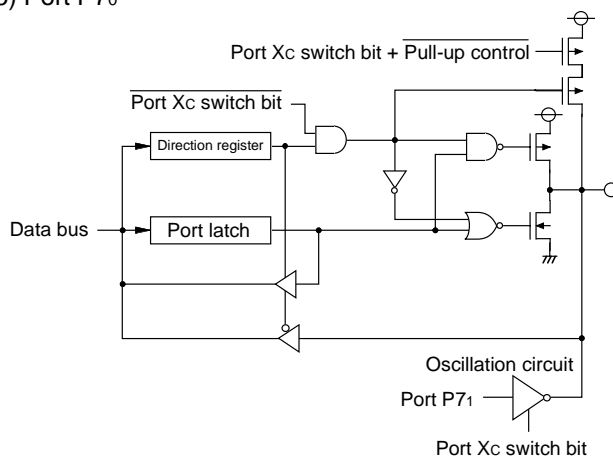 ) Port P70
Port XC switch bit + Pull-up control
Port XC switch bit
Direction register
Port latch
Data bus
Oscillation circuit
Port P71
Port XC switch bit